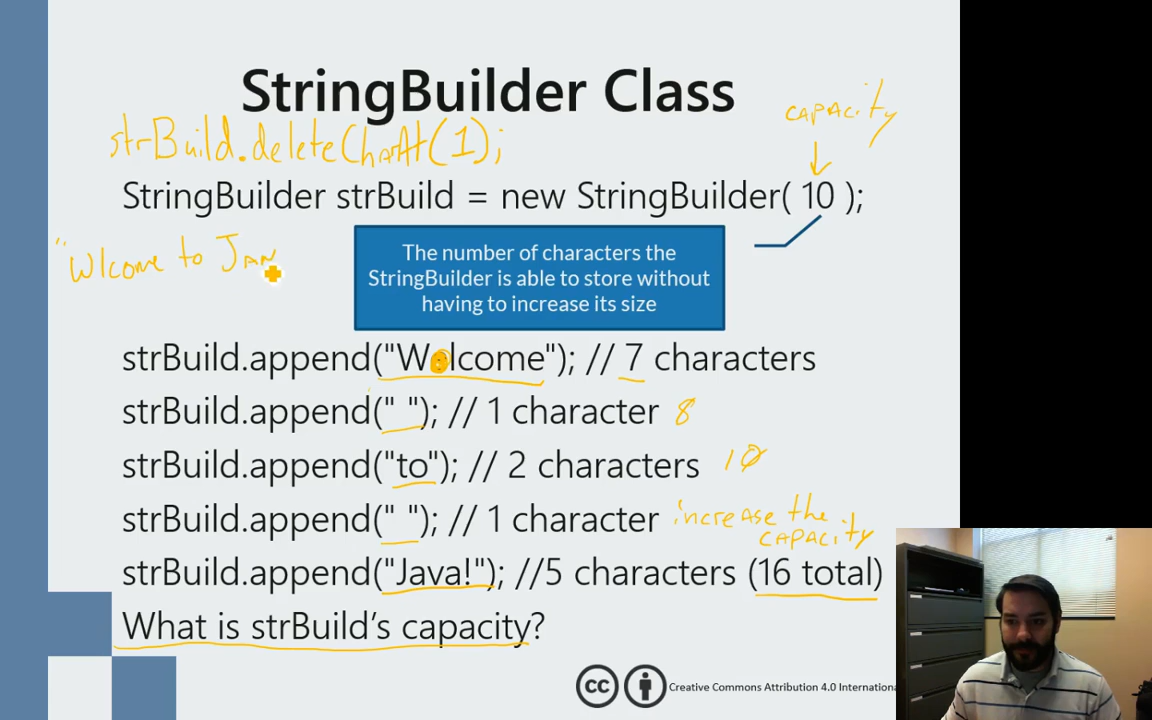 StringBuilder Class
capacity
strBuild.deleteCharAt(1);
StringBuilder strBuild = new StringBuilder( 10 );
The number of characters the
StringBuilder is able to store without
having to increase its size
"Wlcome to Jav
strBuild.append("Welcome"); // 7 characters
strBuild.append(" "); // 1 character 8
strBuild.append("to"); // 2 characters 10
strBuild.append(" "); // 1 character increase the
capacity
strBuild.append("Java!"); //5 characters (16 total)
What is strBuild's capacity?
cc Creative Commons Attribution 4.0 Internationa